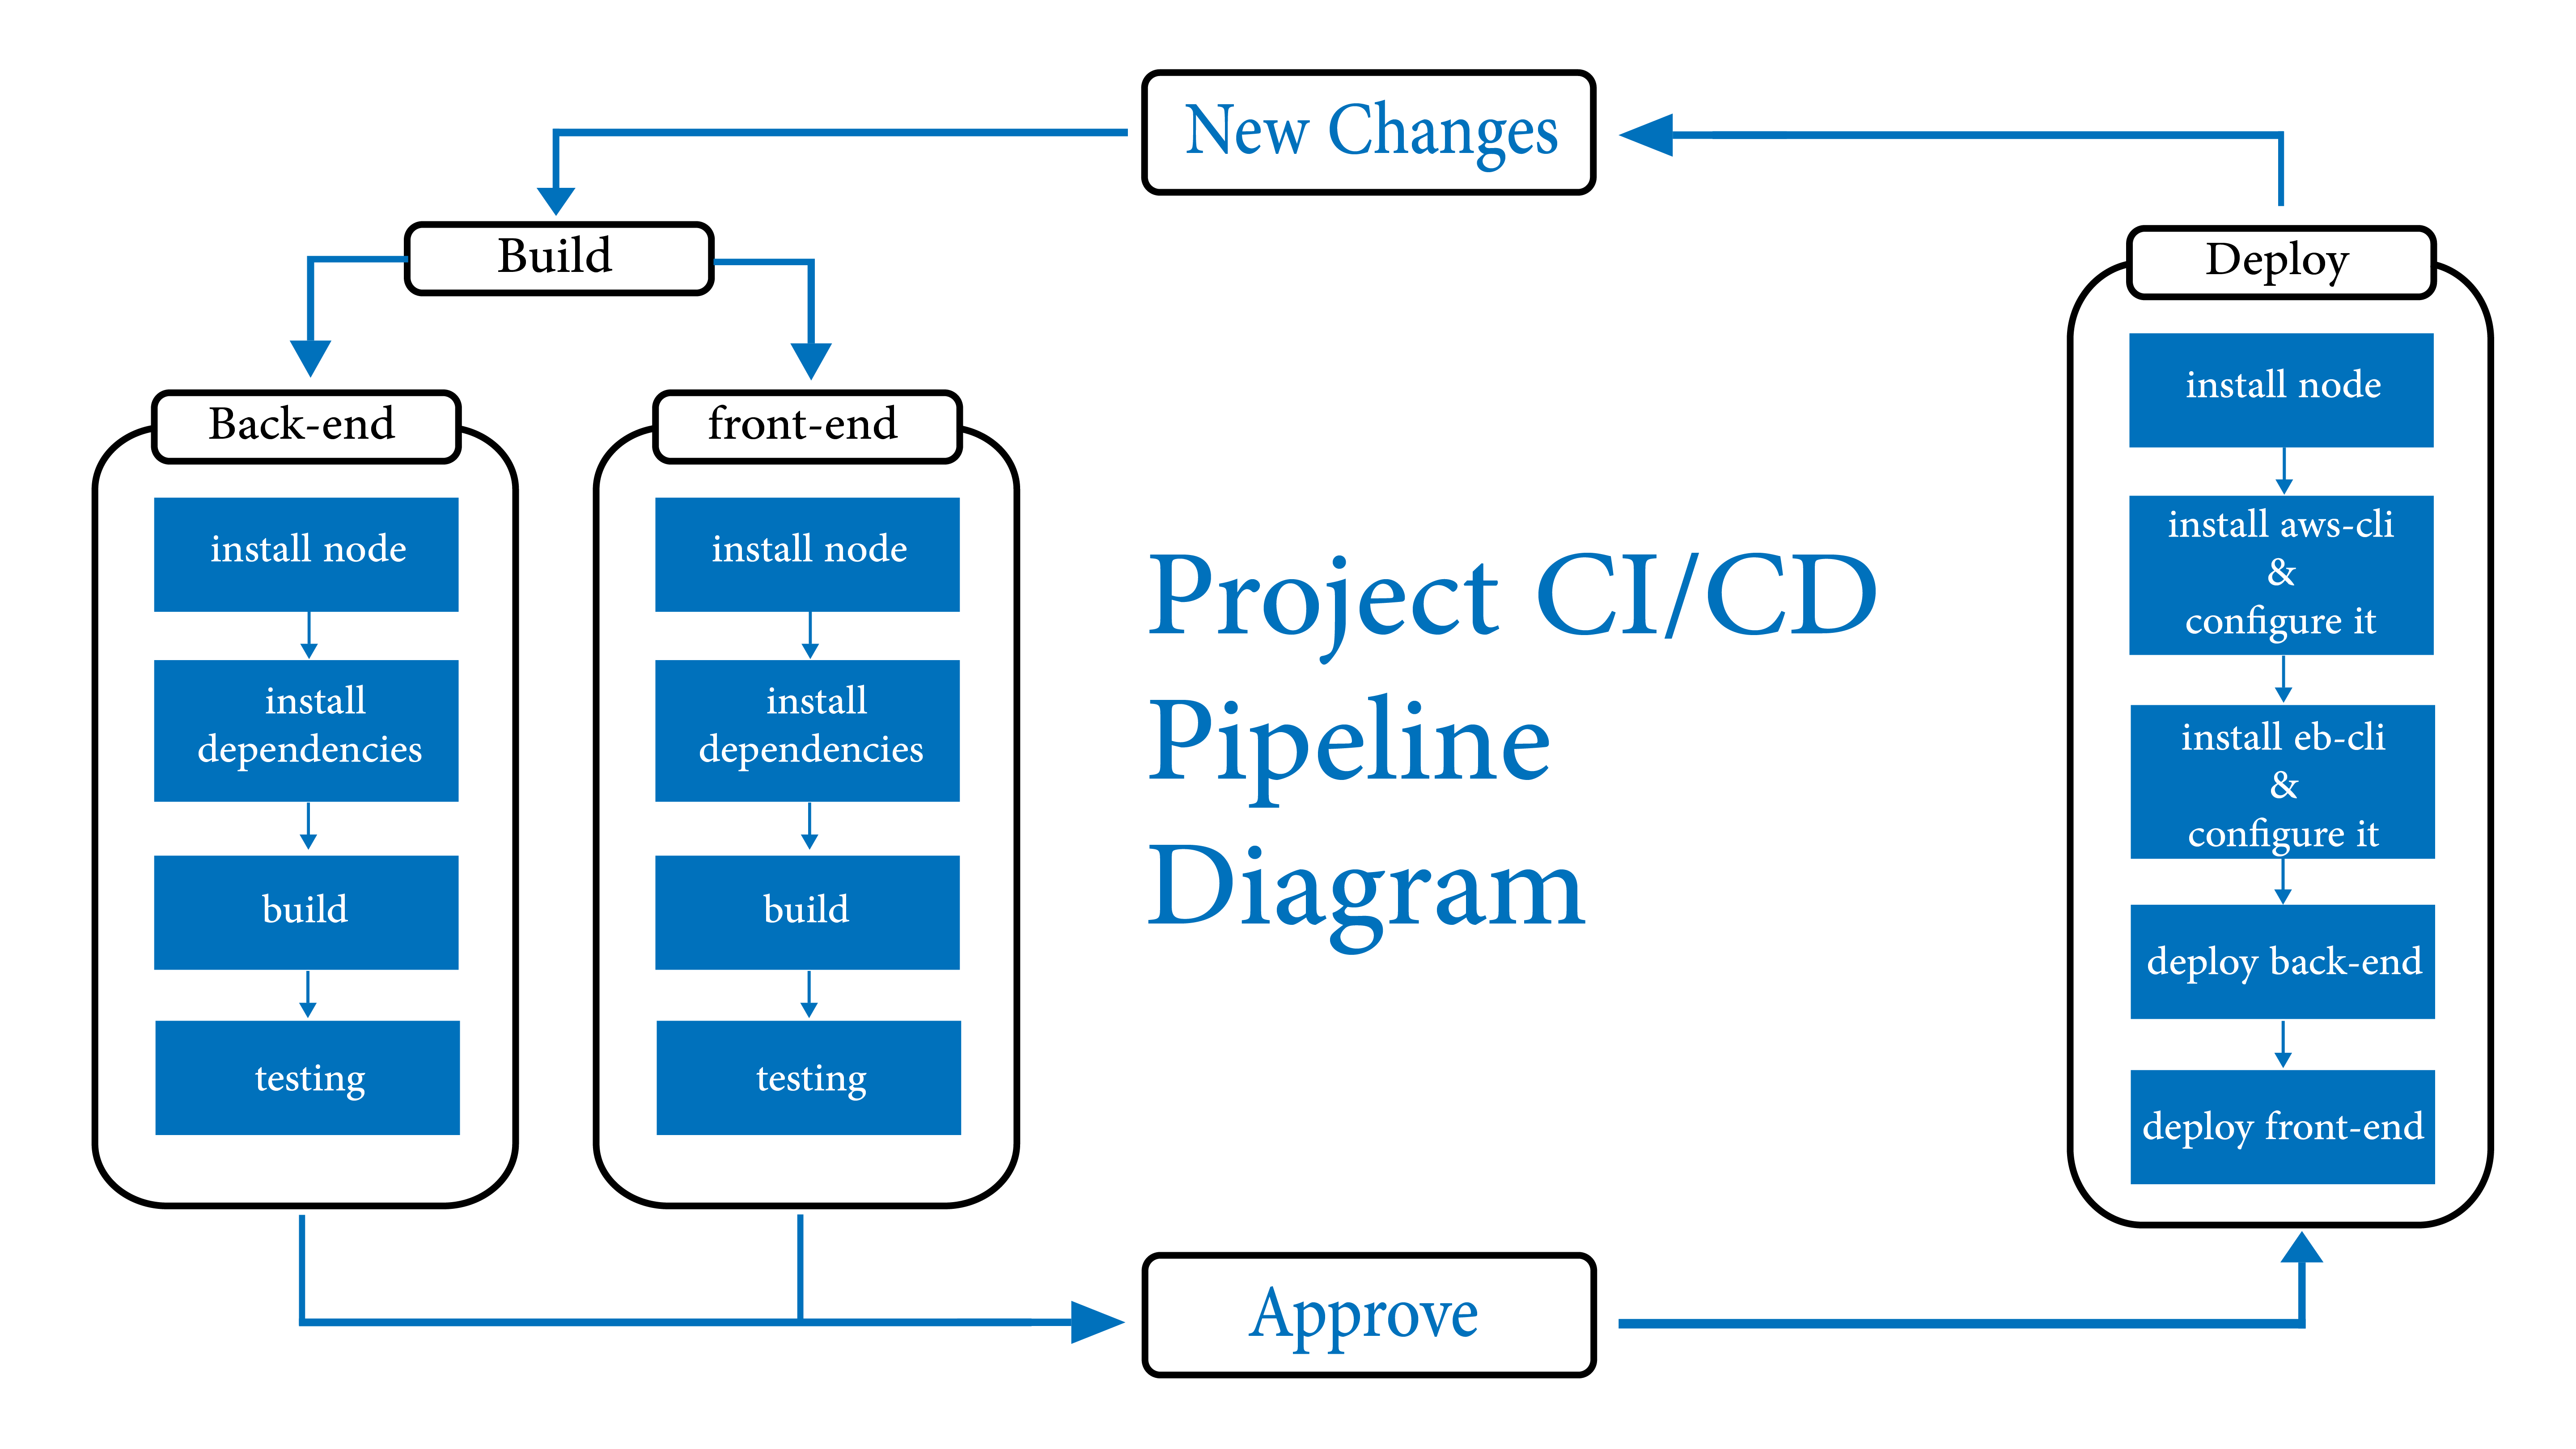 New Changes
Build
Back-end
install node
install
dependencies
build
testing
front-end
install node
install
dependencies
build
testing
Project CI/CD
Pipeline
Diagram
Approve
Deploy
install node
install aws-cli
&
configure it
install eb-cli
&
configure it
deploy back-end
deploy front-end